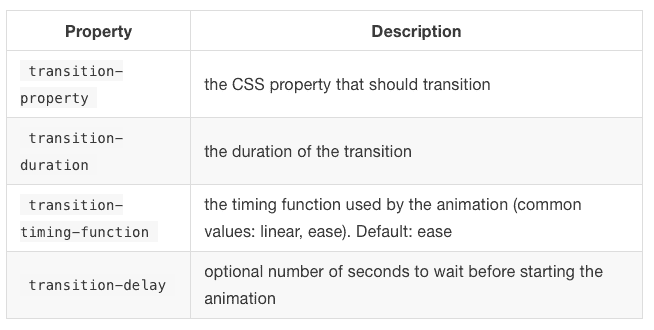 Property Description
transition-
property
the CSS property that should transition
transition-
duration
the duration of the transition
transition-
timing-function
the timing function used by the animation (common
values: linear, ease). Default: ease
transition-delay
optional number of seconds to wait before starting the
animation